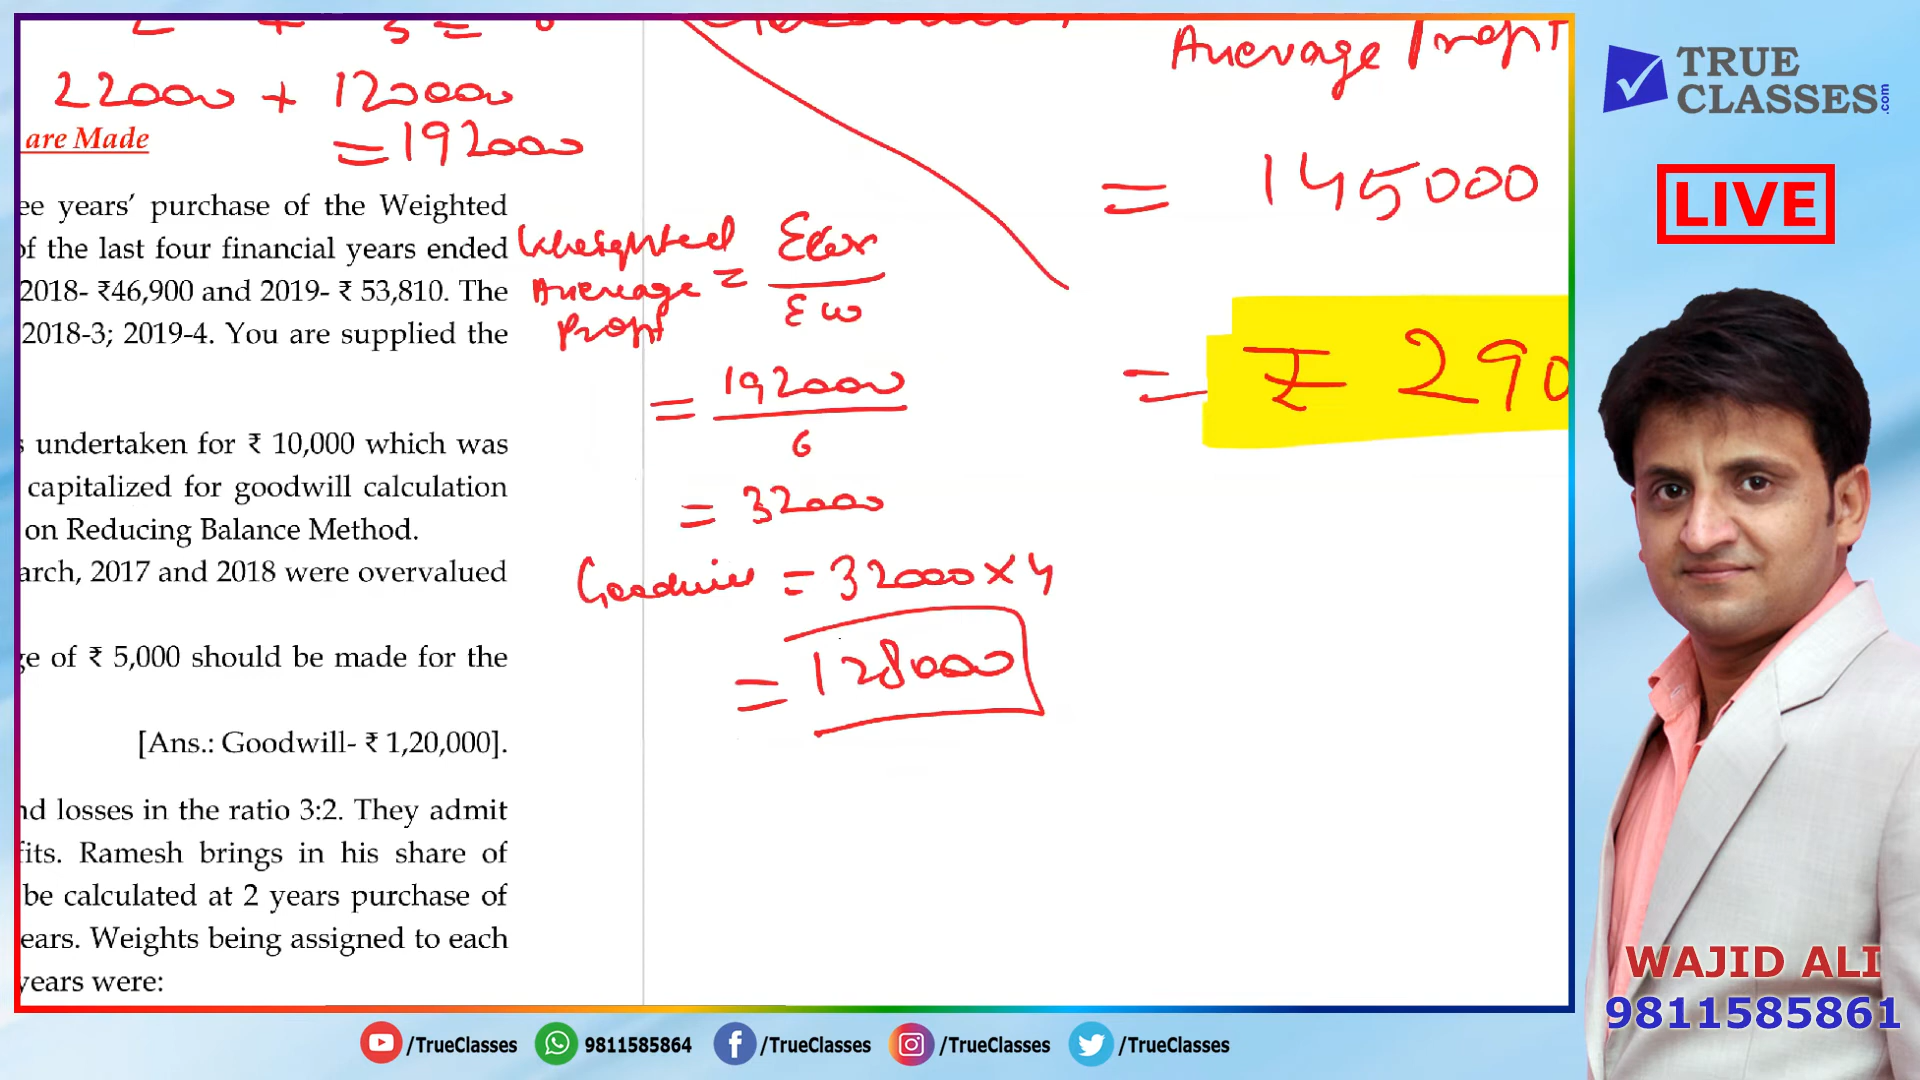 22000 + 120000
= 192000
are Made
ee years’ purchase of the Weighted
of the last four financial years ended
2018- ₹46,900 and 2019- ₹ 53,810. The
2018-3; 2019-4. You are supplied the
undertaken for ₹ 10,000 which was
capitalized for goodwill calculation
on Reducing Balance Method.
arch, 2017 and 2018 were overvalued
ge of ₹ 5,000 should be made for the
[Ans.: Goodwill- ₹ 1,20,000].
nd losses in the ratio 3:2. They admit
fits. Ramesh brings in his share of
be calculated at 2 years purchase of
ears. Weights being assigned to each
years were:
Average Profit =
Σw
= 192000
6
= 32000
Goodwill = 32000 × 4
= 128000
Average Profit
= 145000
= ₹ 290
TRUE
CLASSES.com
LIVE
WAJID ALI
9811585861
/TrueClasses
9811585864
/TrueClasses
/TrueClasses
/TrueClasses